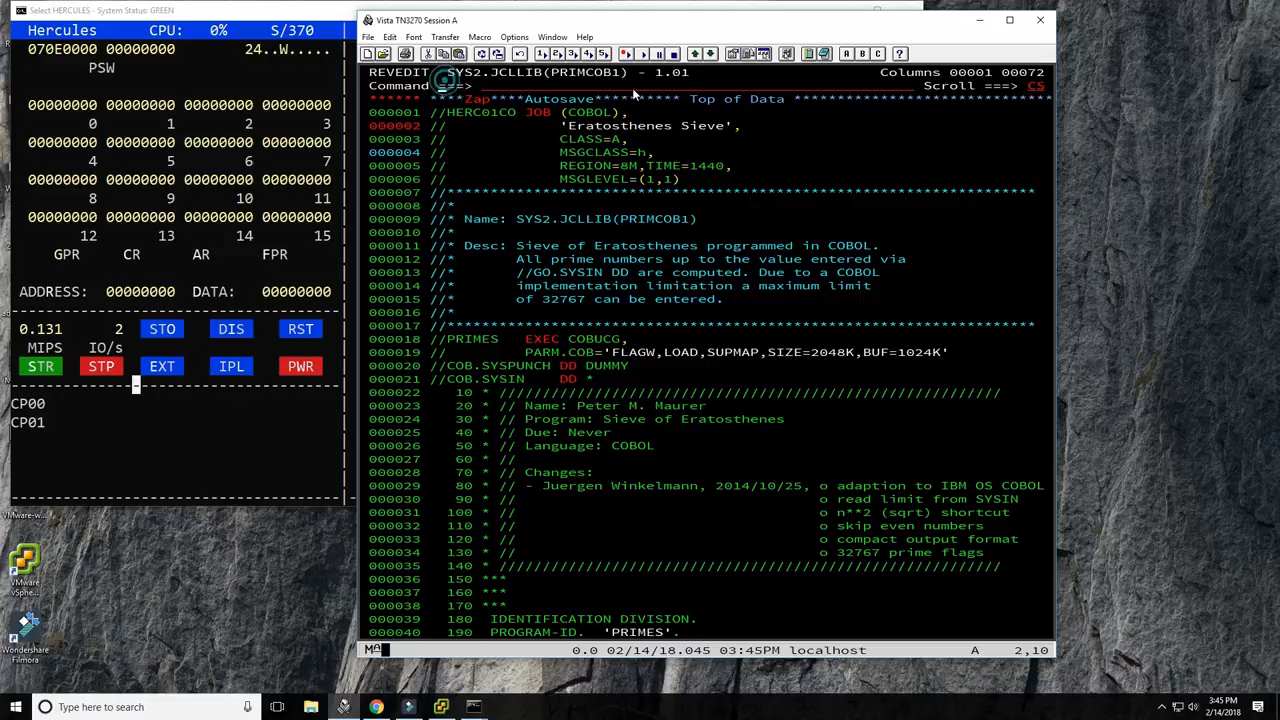 Select HERCULES - System Status: GREEN
Hercules CPU: 0% S/370
070E0000 00000000 24..W.....
PSW
00000000 00000000 00000000 00000000
0 1 2 3
00000000 00000000 00000000 00000000
4 5 6 7
00000000 00000000 00000000 00000000
8 9 10 11
00000000 00000000 00000000 00000000
12 13 14 15
GPR CR AR FPR
ADDRESS: 00000000 DATA: 00000000
0.131 2 STO DIS RST
MIPS IO/s
STR STP EXT IPL PWR
CP00
CP01
Vista TN3270 Session A
File Edit Font Transfer Macro Options Window Help
A B C
REVEDIT SYS2.JCLLIB(PRIMCOB1) - 1.01 Columns 00001 00072
Command ===> Scroll ===> CS
****** ****Zap****Autosave********** Top of Data ******************************
000001 //HERC01CO JOB (COBOL),
000002 // 'Eratosthenes Sieve',
000003 // CLASS=A,
000004 // MSGCLASS=h,
000005 // REGION=8M,TIME=1440,
000006 // MSGLEVEL=(1,1)
000007 //********************************************************************
000008 //*
000009 //* Name: SYS2.JCLLIB(PRIMCOB1)
000010 //*
000011 //* Desc: Sieve of Eratosthenes programmed in COBOL.
000012 //* All prime numbers up to the value entered via
000013 //* //GO.SYSIN DD are computed. Due to a COBOL
000014 //* implementation limitation a maximum limit
000015 //* of 32767 can be entered.
000016 //*
000017 //********************************************************************
000018 //PRIMES EXEC COBUCG,
000019 // PARM.COB='FLAGW,LOAD,SUPMAP,SIZE=2048K,BUF=1024K'
000020 //COB.SYSPUNCH DD DUMMY
000021 //COB.SYSIN DD *
000022 10 * //////////////////////////////////////////////////////////
000023 20 * // Name: Peter M. Maurer
000024 30 * // Program: Sieve of Eratosthenes
000025 40 * // Due: Never
000026 50 * // Language: COBOL
000027 60 * //
000028 70 * // Changes:
000029 80 * // - Juergen Winkelmann, 2014/10/25, o adaption to IBM OS COBOL
000030 90 * // o read limit from SYSIN
000031 100 * // o n**2 (sqrt) shortcut
000032 110 * // o skip even numbers
000033 120 * // o compact output format
000034 130 * // o 32767 prime flags
000035 140 * //////////////////////////////////////////////////////////
000036 150 ***
000037 160 ***
000038 170 ***
000039 180 IDENTIFICATION DIVISION.
000040 190 PROGRAM-ID. 'PRIMES'.
0.0 02/14/18.045 03:45PM localhost A 2,10
VMware-w...
VMware
vSphe...
Wondershare
Filmora
Type here to search
3:45 PM
2/14/2018